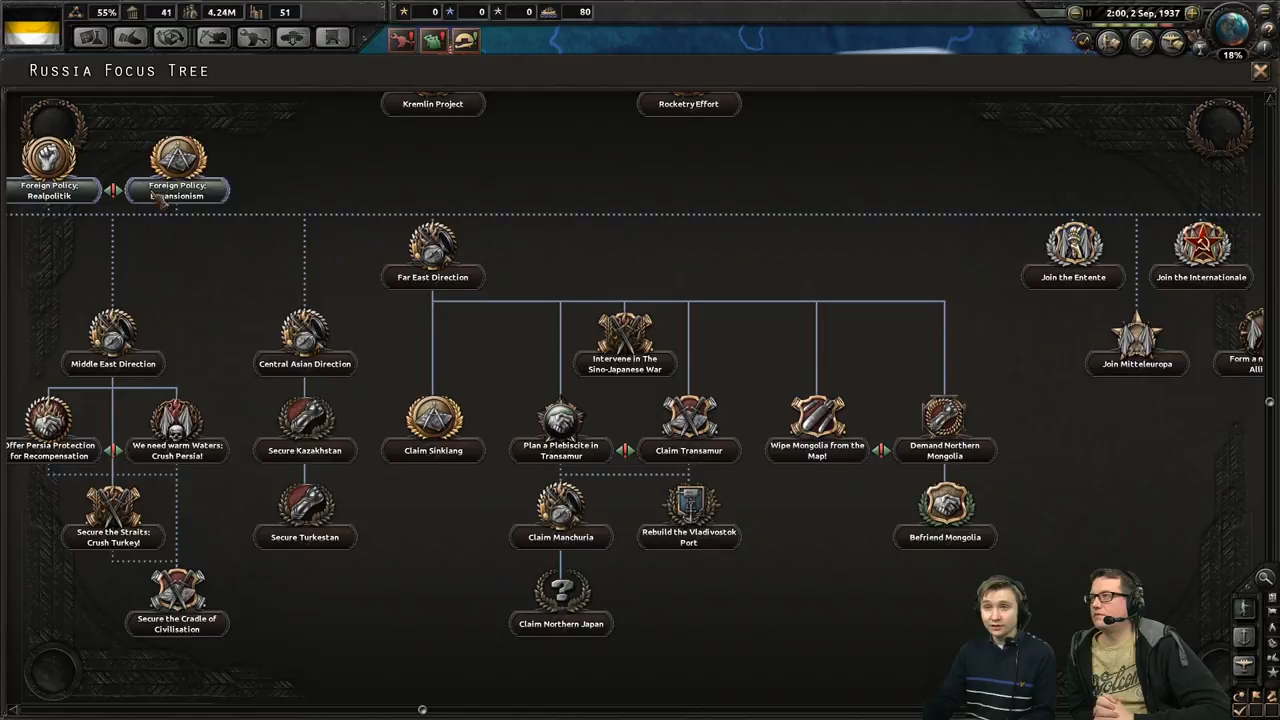 55%
41
4.24M
51
0
0
0
80
2:00, 2 Sep, 1937
18%
Russia Focus Tree
Kremlin Project
Rocketry Effort
Foreign Policy:
Realpolitik
Foreign Policy:
Expansionism
Far East Direction
Join the Entente
Join the Internationale
Middle East Direction
Central Asian Direction
Intervene in The
Sino-Japanese War
Join Mitteleuropa
Form a
Alli
Offer Persia Protection
for Recompensation
We need warm Waters:
Crush Persia!
Secure Kazakhstan
Claim Sinkiang
Plan a Plebiscite in
Transamur
Claim Transamur
Wipe Mongolia from the
Map!
Demand Northern
Mongolia
Secure the Straits:
Crush Turkey!
Secure Turkestan
Claim Manchuria
Rebuild the Vladivostok
Port
Befriend Mongolia
Secure the Cradle of
Civilisation
Claim Northern Japan